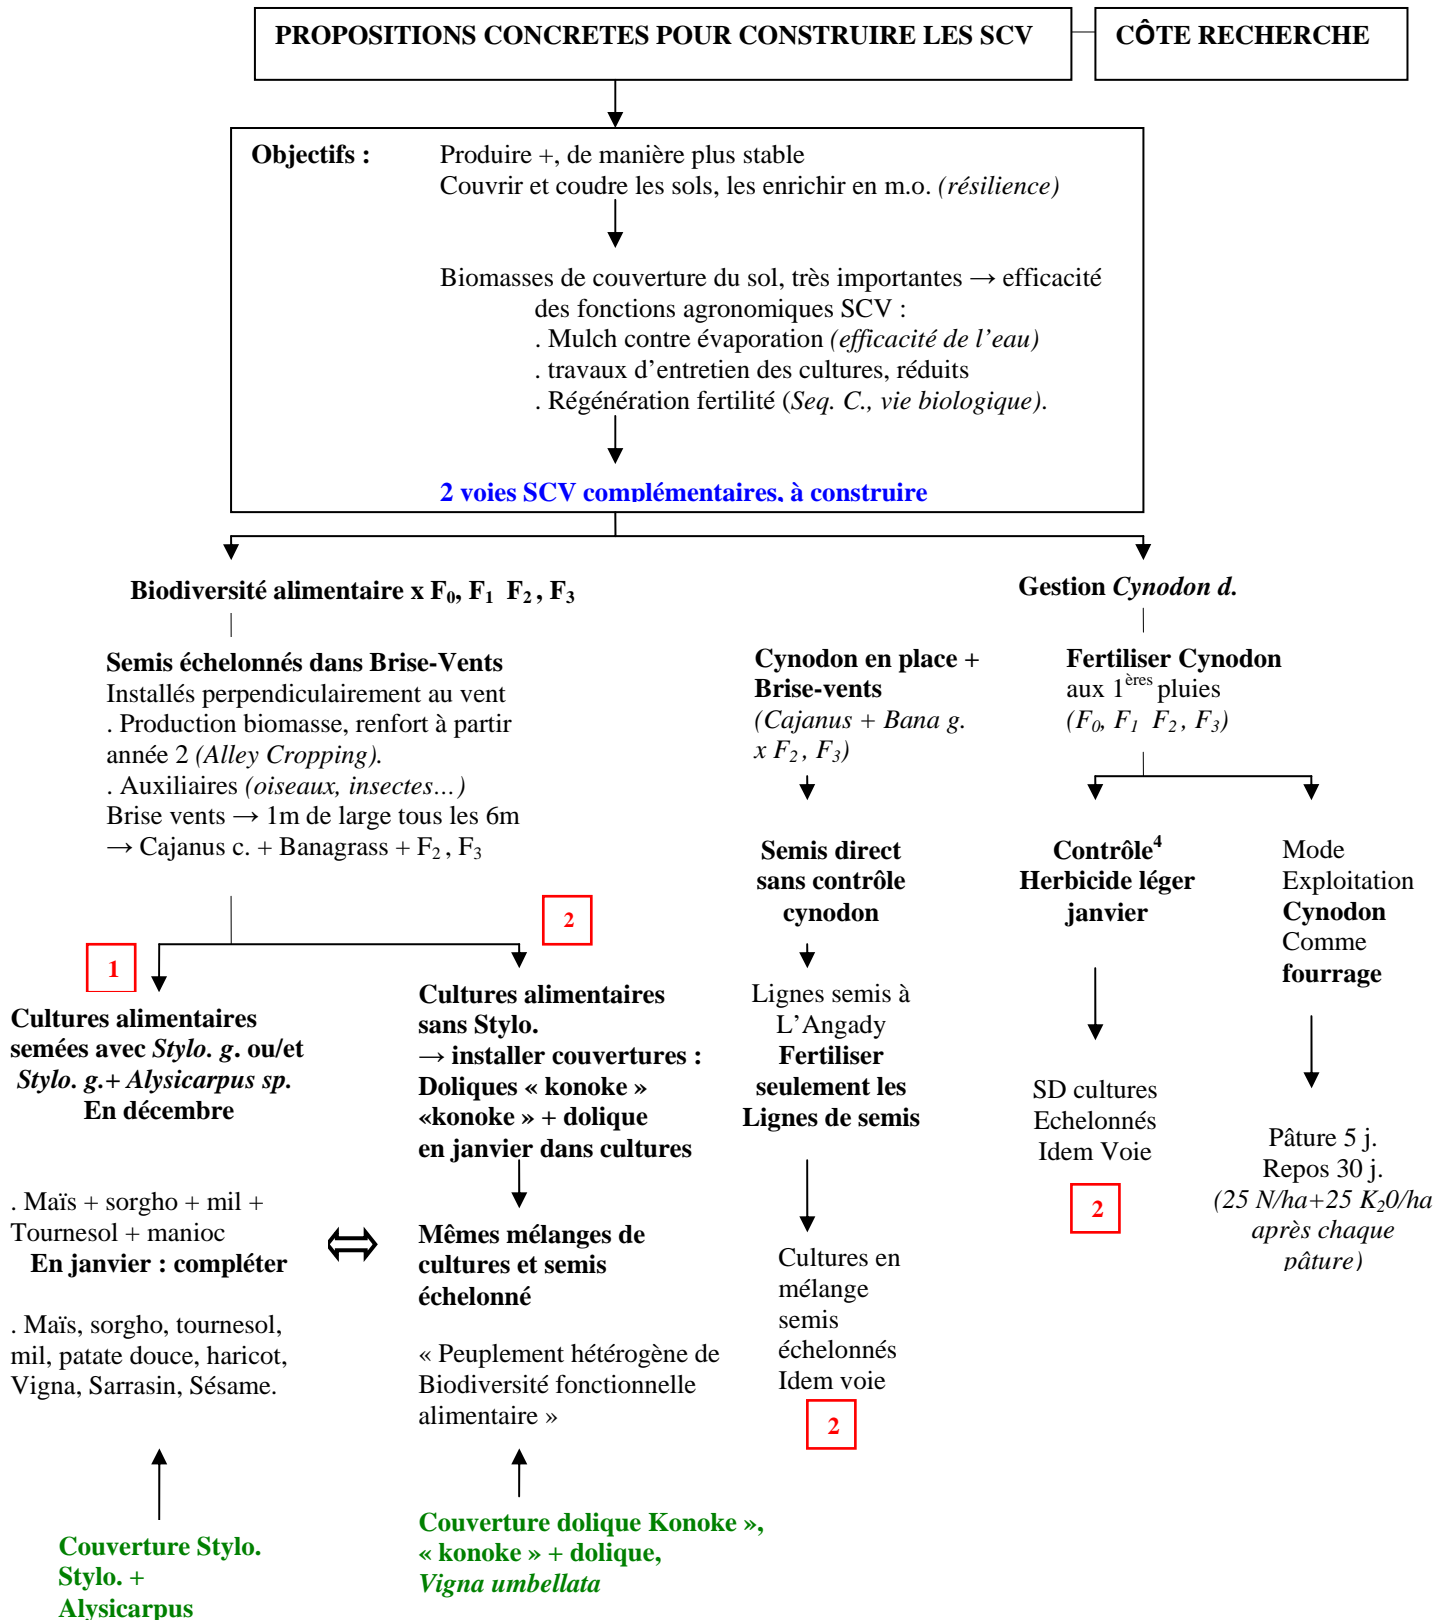 PROPOSITIONS CONCRETES POUR CONSTRUIRE LES SCV
CÔTE RECHERCHE
Objectifs :
Produire +, de manière plus stable
Couvrir et coudre les sols, les enrichir en m.o. (résilience)
Biomasses de couverture du sol, très importantes → efficacité
des fonctions agronomiques SCV :
. Mulch contre évaporation (efficacité de l’eau)
. travaux d’entretien des cultures, réduits
. Régénération fertilité (Seq. C., vie biologique).
2 voies SCV complémentaires, à construire
Biodiversité alimentaire x F₀, F₁ F₂ , F₃
Semis échelonnés dans Brise-Vents
Installés perpendiculairement au vent
. Production biomasse, renfort à partir
année 2 (Alley Cropping).
. Auxiliaires (oiseaux, insectes…)
Brise vents → 1m de large tous les 6m
→ Cajanus c. + Banagrass + F₂ , F₃
1
Cultures alimentaires
semées avec Stylo. g. ou/et
Stylo. g.+ Alysicarpus sp.
En décembre
. Maïs + sorgho + mil +
Tournesol + manioc
En janvier : compléter
. Maïs, sorgho, tournesol,
mil, patate douce, haricot,
Vigna, Sarrasin, Sésame.
Couverture Stylo.
Stylo. +
Alysicarpus
2
Cultures alimentaires
sans Stylo.
→ installer couvertures :
Doliques « konoke »
«konoke » + dolique
en janvier dans cultures
Mêmes mélanges de
cultures et semis
échelonné
« Peuplement hétérogène de
Biodiversité fonctionnelle
alimentaire »
Couverture dolique Konoke »,
« konoke » + dolique,
Vigna umbellata
Gestion Cynodon d.
Cynodon en place +
Brise-vents
(Cajanus + Bana g.
x F₂ , F₃)
Semis direct
sans contrôle
cynodon
Lignes semis à
L’Angady
Fertiliser
seulement les
Lignes de semis
Cultures en
mélange
semis
échelonnés
Idem voie
2
Fertiliser Cynodon
aux 1ères pluies
(F₀, F₁ F₂ , F₃)
Contrôle⁴
Herbicide léger
janvier
SD cultures
Echelonnés
Idem Voie
2
Mode
Exploitation
Cynodon
Comme
fourrage
Pâture 5 j.
Repos 30 j.
(25 N/ha+25 K₂0/ha
après chaque
pâture)